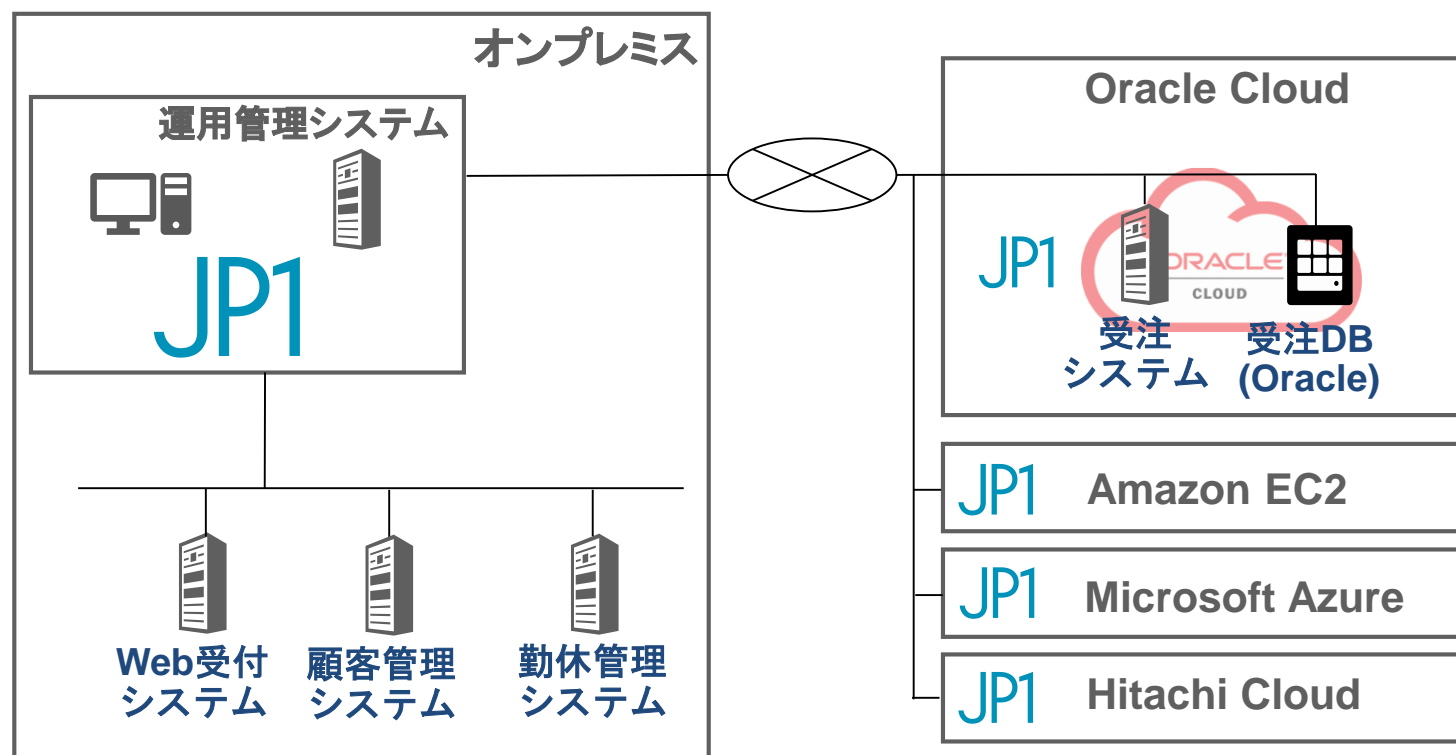 オンプレミス
運用管理システム
JP1
Web受付
システム
顧客管理
システム
勤休管理
システム
Oracle Cloud
JP1
ORACLE
CLOUD
受注
システム
受注DB
(Oracle)
JP1 Amazon EC2
JP1 Microsoft Azure
JP1 Hitachi Cloud